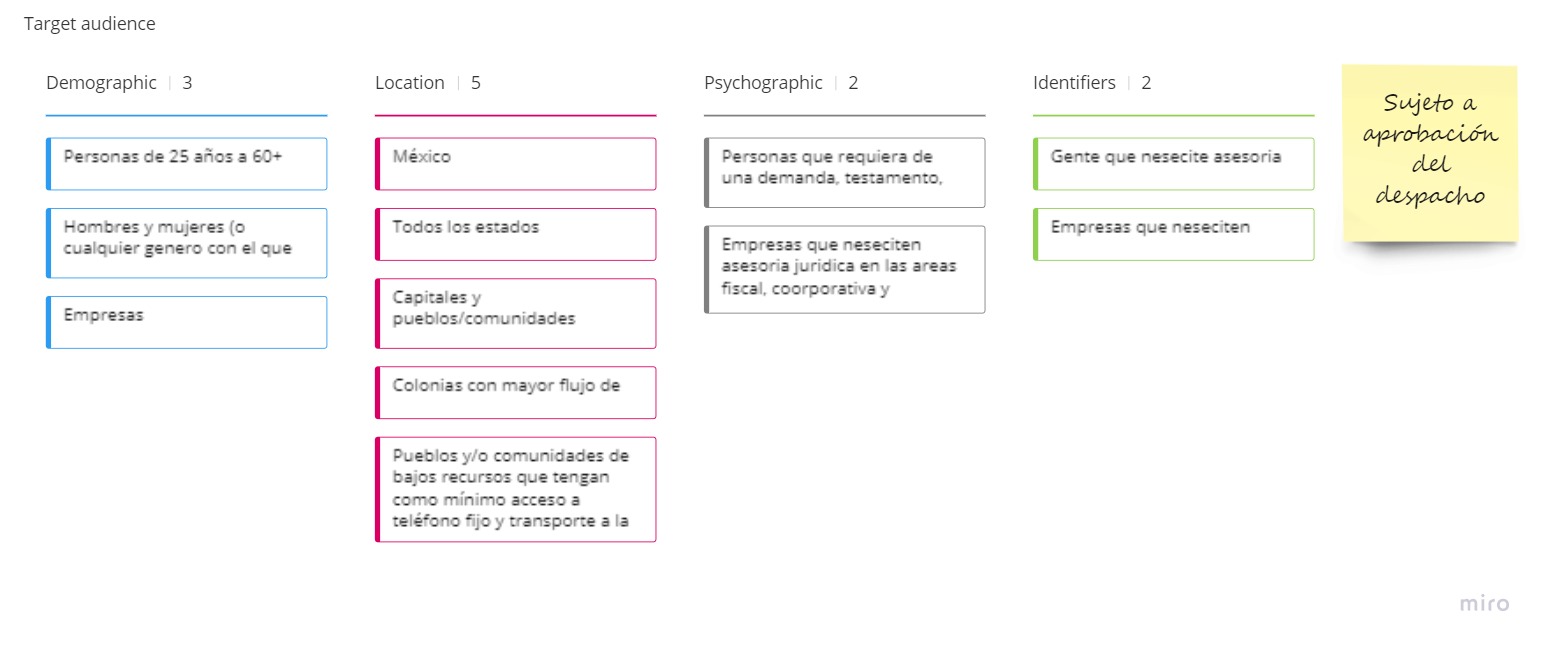 Target audience
Demographic | 3
Personas de 25 años a 60+
Hombres y mujeres (o
cualquier genero con el que
Empresas
Location | 5
México
Todos los estados
Capitales y
pueblos/comunidades
Colonias con mayor flujo de
Pueblos y/o comunidades de
bajos recursos que tengan
como mínimo acceso a
teléfono fijo y transporte a la
Psychographic | 2
Personas que requiera de
una demanda, testamento,
Empresas que neseciten
asesoria juridica en las areas
fiscal, coorporativa y
Identifiers | 2
Gente que nesecite asesoria
Empresas que neseciten
Sujeto a
aprobación
del
despacho
miro